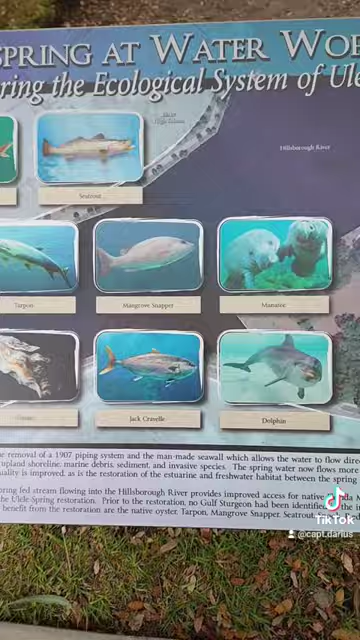 SPRING AT WATER WO
ring the Ecological System of Ule
Hillsborough River
Seatrout
Tarpon
Mangrove Snapper
Manatee
Jack Crevalle
Dolphin
e removal of a 1907 piping system and the man-made seawall which allows the water to flow dire
upland shoreline, marine debris, sediment, and invasive species. The spring water now flows more
uality is improved, as is the restoration of the estuarine and freshwater habitat between the spring
oring fed stream flowing into the Hillsborough River provides improved access for native
the Ulele Spring restoration. Prior to the restoration, no Gulf Sturgeon had been identified
benefit from the restoration are the native oyster, Tarpon, Mangrove Snapper, Seatrout,
TikTok
@capt.darius